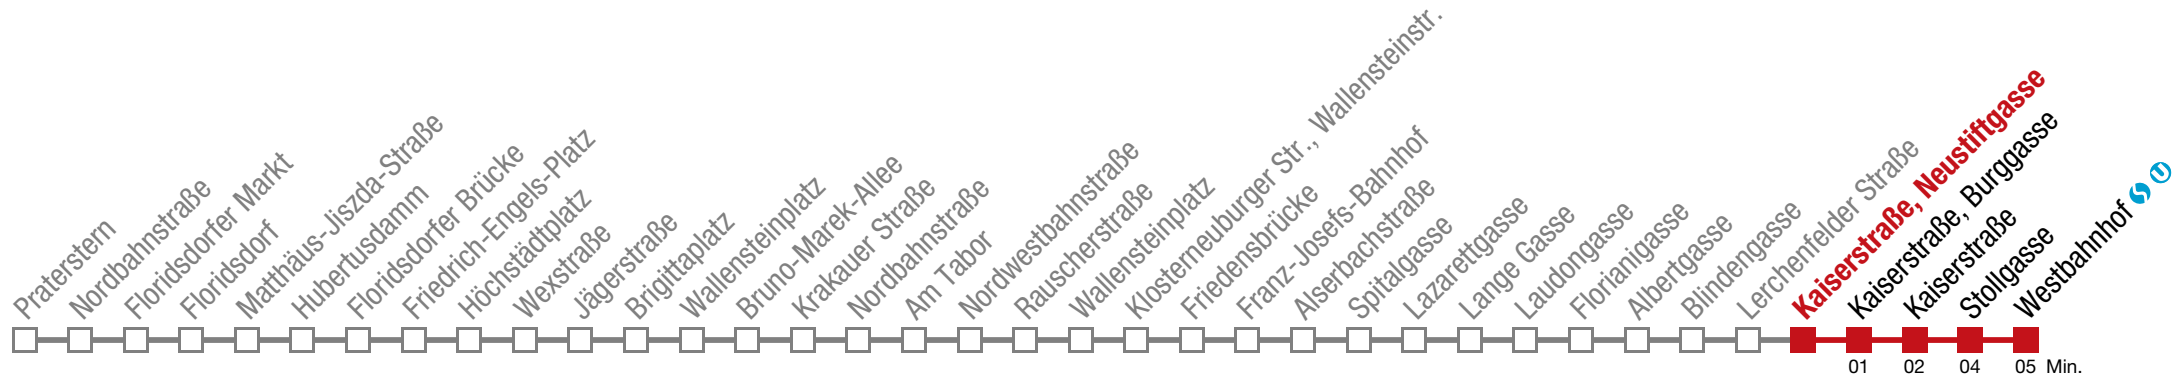 Praterstern
Nordbahnstraße
Floridsdorfer Markt
Floridsdorf
Matthäus-Jiszda-Straße
Hubertusdamm
Floridsdorfer Brücke
Friedrich-Engels-Platz
Höchstädtplatz
Wexstraße
Jägerstraße
Brigittaplatz
Wallensteinplatz
Bruno-Marek-Allee
Krakauer Straße
Nordbahnstraße
Am Tabor
Nordwestbahnstraße
Rauscherstraße
Wallensteinplatz
Klosterneuburger Str., Wallensteinstr.
Friedensbrücke
Franz-Josefs-Bahnhof
Alserbachstraße
Spitalgasse
Lazarettgasse
Lange Gasse
Laudongasse
Florianigasse
Albertgasse
Blindengasse
Lerchenfelder Straße
Kaiserstraße, Neustiftgasse
Kaiserstraße, Burggasse
Kaiserstraße
Stollgasse
Westbahnhof S U
01 02 04 05 Min.